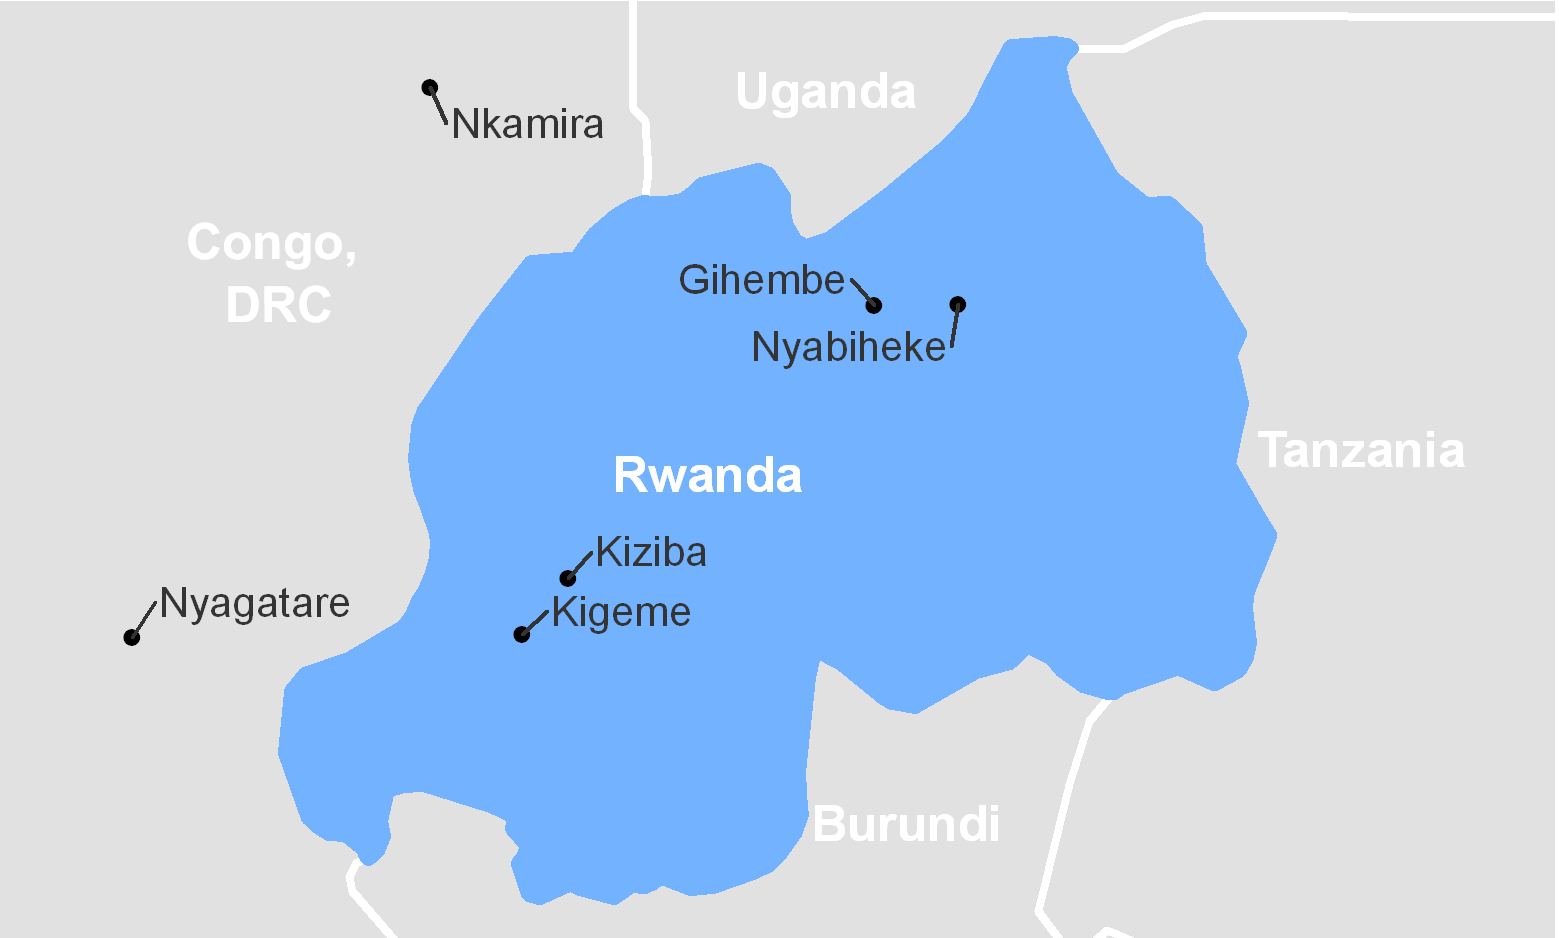 Uganda
Nkamira
Congo,
DRC
Gihembe
Nyabiheke
Tanzania
Rwanda
Kiziba
Nyagatare
Kigeme
Burundi